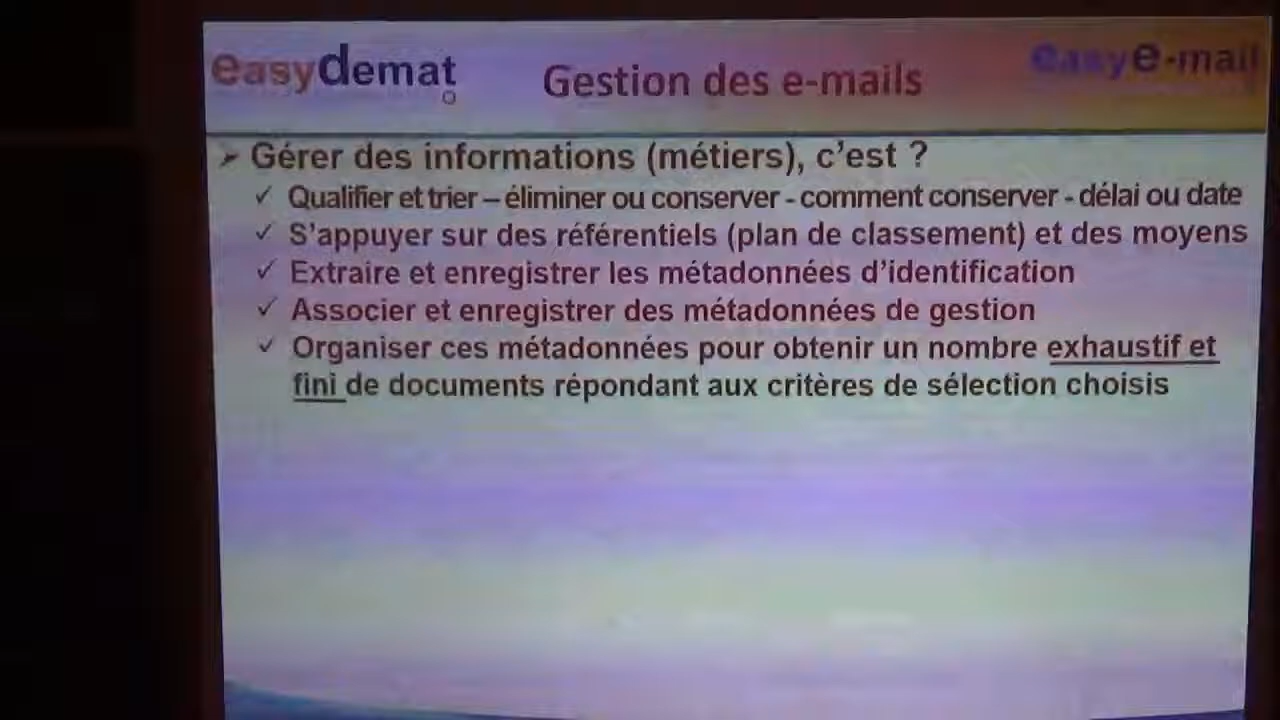 easydemat
Gestion des e-mails
easye-mail
Gérer des informations (métiers), c’est ?
Qualifier et trier – éliminer ou conserver - comment conserver - délai ou date
S’appuyer sur des référentiels (plan de classement) et des moyens
Extraire et enregistrer les métadonnées d’identification
Associer et enregistrer des métadonnées de gestion
Organiser ces métadonnées pour obtenir un nombre exhaustif et
fini de documents répondant aux critères de sélection choisis